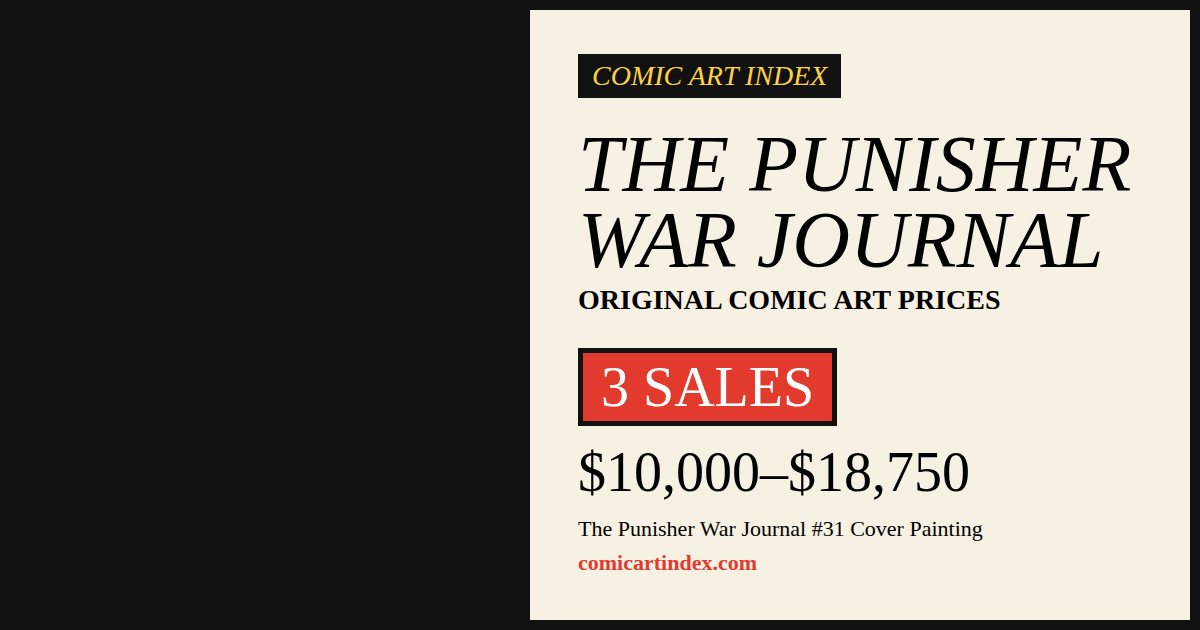 COMIC ART INDEX
THE PUNISHER
WAR JOURNAL
ORIGINAL COMIC ART PRICES
3 SALES
$10,000–$18,750
The Punisher War Journal #31 Cover Painting
comicartindex.com